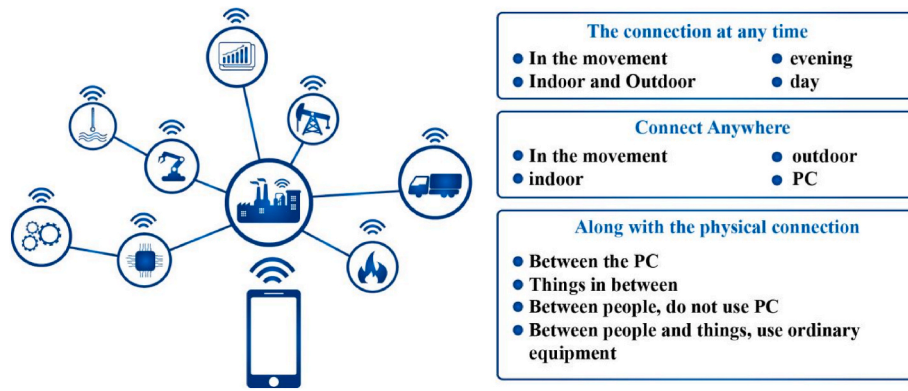 The connection at any time
In the movement
evening
Indoor and Outdoor
day
Connect Anywhere
In the movement
outdoor
indoor
PC
Along with the physical connection
Between the PC
Things in between
Between people, do not use PC
Between people and things, use ordinary
equipment